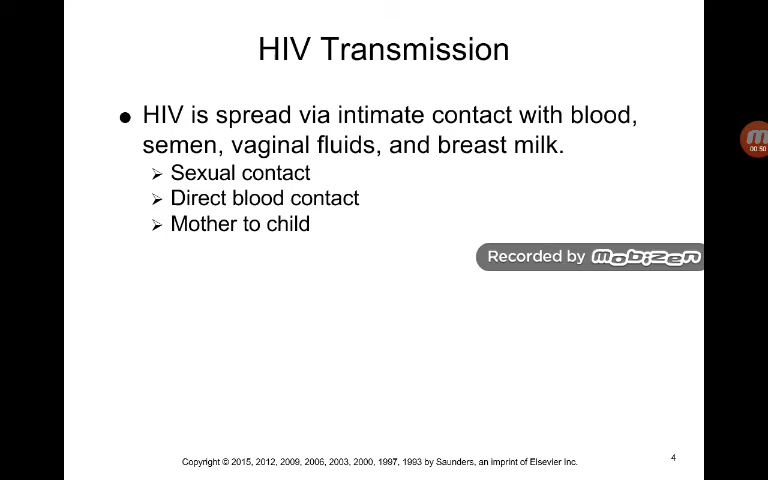 HIV Transmission
● HIV is spread via intimate contact with blood,
semen, vaginal fluids, and breast milk.
➢ Sexual contact
➢ Direct blood contact
➢ Mother to child
Recorded by mobizen
00:50
Copyright © 2015, 2012, 2009, 2006, 2003, 2000, 1997, 1993 by Saunders, an imprint of Elsevier Inc.
4